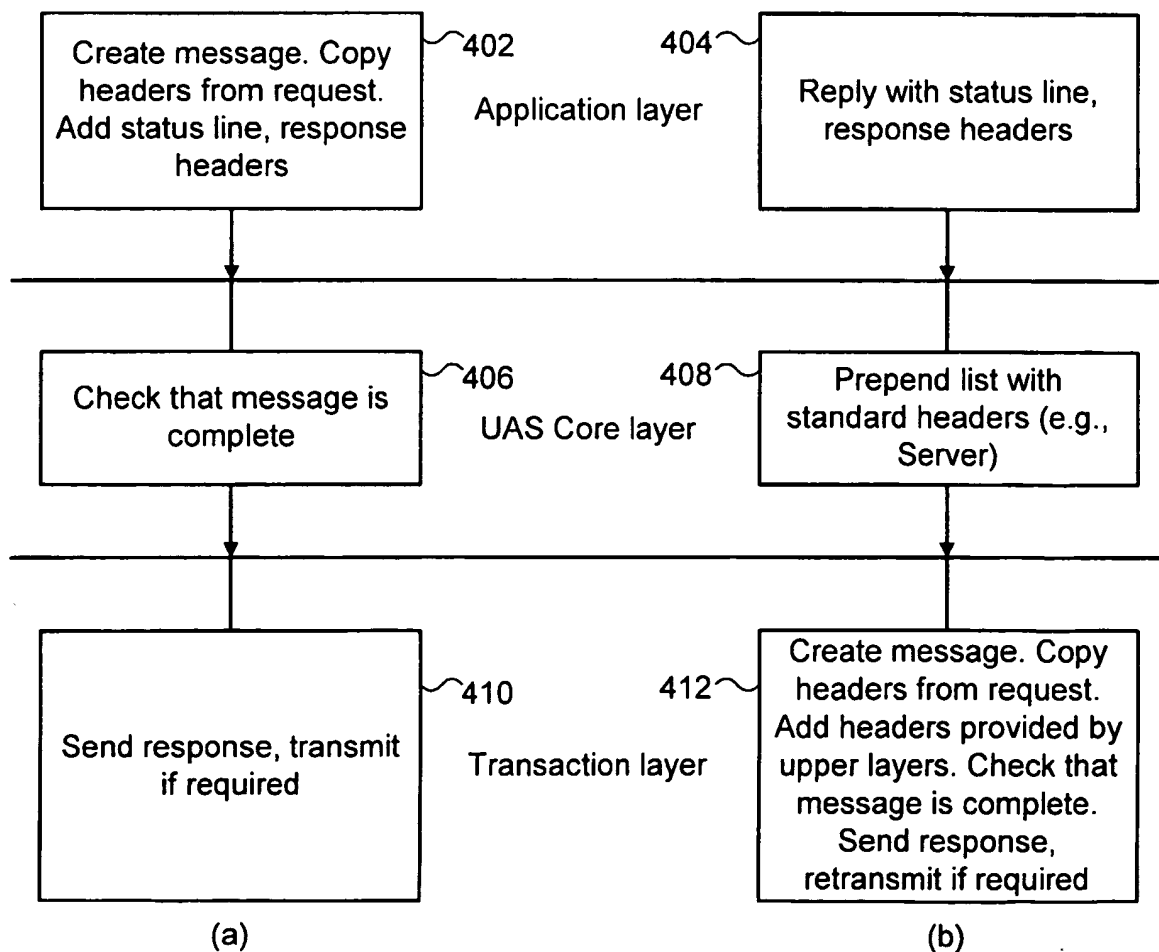 Create message. Copy
headers from request.
Add status line, response
headers
402
Application layer
404
Reply with status line,
response headers
Check that message is
complete
406
UAS Core layer
408
Prepend list with
standard headers (e.g.,
Server)
Send response, transmit
if required
410
Transaction layer
412
Create message. Copy
headers from request.
Add headers provided by
upper layers. Check that
message is complete.
Send response,
retransmit if required
(a)
(b)